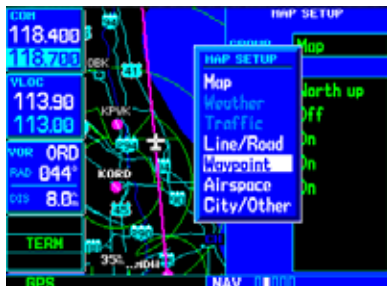 COM
118.400
118.700
VLOC
113.90
113.00
VOR ORD
RAD 044°
DIS 8.0
TERM
GPS
OBK
KPWK
KORD
MAP SETUP
GROUP Map
MAP SETUP
Map
Weather
Traffic
Line/Road
Waypoint
Airspace
City/Other
North up
Off
On
On
On
NAV